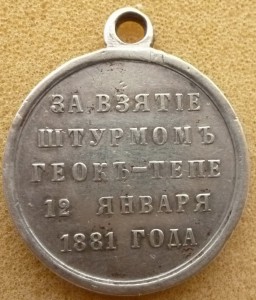 ЗА ВЗЯТІЕ
ШТУРМОМЪ
ГЕОКЪ-ТЕПЕ
12 ЯНВАРЯ
1881 ГОДА